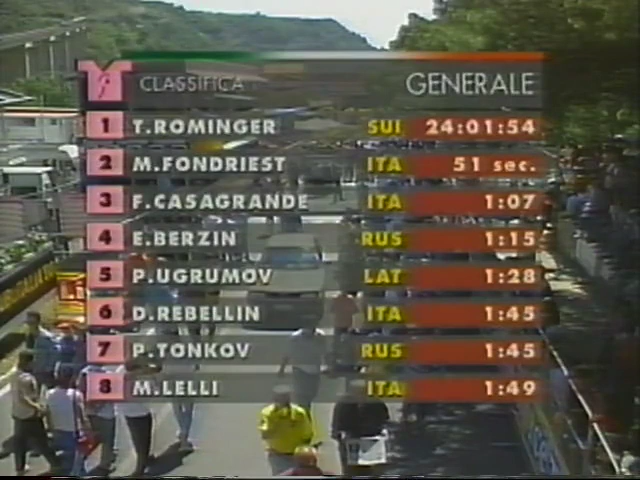 CLASSIFICA GENERALE
1 T.ROMINGER SUI 24:01:54
2 M.FONDRIEST ITA 51 sec.
3 F.CASAGRANDE ITA 1:07
4 E.BERZIN RUS 1:15
5 P.UGRUMOV LAT 1:28
6 D.REBELLIN ITA 1:45
7 P.TONKOV RUS 1:45
8 M.LELLI ITA 1:49